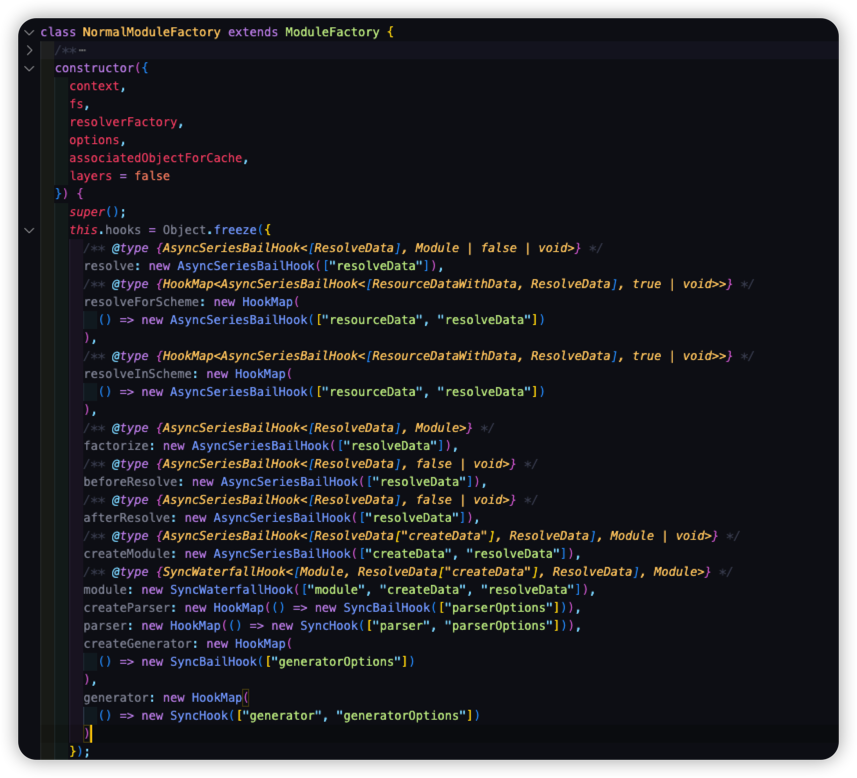 class NormalModuleFactory extends ModuleFactory {
  /**
  constructor({
    context,
    fs,
    resolverFactory,
    options,
    associatedObjectForCache,
    layers = false
  }) {
    super();
    this.hooks = Object.freeze({
      /** @type {AsyncSeriesBailHook<[ResolveData], Module | false | void>} */
      resolve: new AsyncSeriesBailHook(["resolveData"]),
      /** @type {HookMap<AsyncSeriesBailHook<[ResourceDataWithData, ResolveData], true | void>>} */
      resolveForScheme: new HookMap(
        () => new AsyncSeriesBailHook(["resourceData", "resolveData"])
      ),
      /** @type {HookMap<AsyncSeriesBailHook<[ResourceDataWithData, ResolveData], true | void>>} */
      resolveInScheme: new HookMap(
        () => new AsyncSeriesBailHook(["resourceData", "resolveData"])
      ),
      /** @type {AsyncSeriesBailHook<[ResolveData], Module>} */
      factorize: new AsyncSeriesBailHook(["resolveData"]),
      /** @type {AsyncSeriesBailHook<[ResolveData], false | void>} */
      beforeResolve: new AsyncSeriesBailHook(["resolveData"]),
      /** @type {AsyncSeriesBailHook<[ResolveData], false | void>} */
      afterResolve: new AsyncSeriesBailHook(["resolveData"]),
      /** @type {AsyncSeriesBailHook<[ResolveData["createData"], ResolveData], Module | void>} */
      createModule: new AsyncSeriesBailHook(["createData", "resolveData"]),
      /** @type {SyncWaterfallHook<[Module, ResolveData["createData"], ResolveData], Module>} */
      module: new SyncWaterfallHook(["module", "createData", "resolveData"]),
      createParser: new HookMap(() => new SyncBailHook(["parserOptions"])),
      parser: new HookMap(() => new SyncHook(["parser", "parserOptions"])),
      createGenerator: new HookMap(
        () => new SyncBailHook(["generatorOptions"])
      ),
      generator: new HookMap(
        () => new SyncHook(["generator", "generatorOptions"])
      )
    });